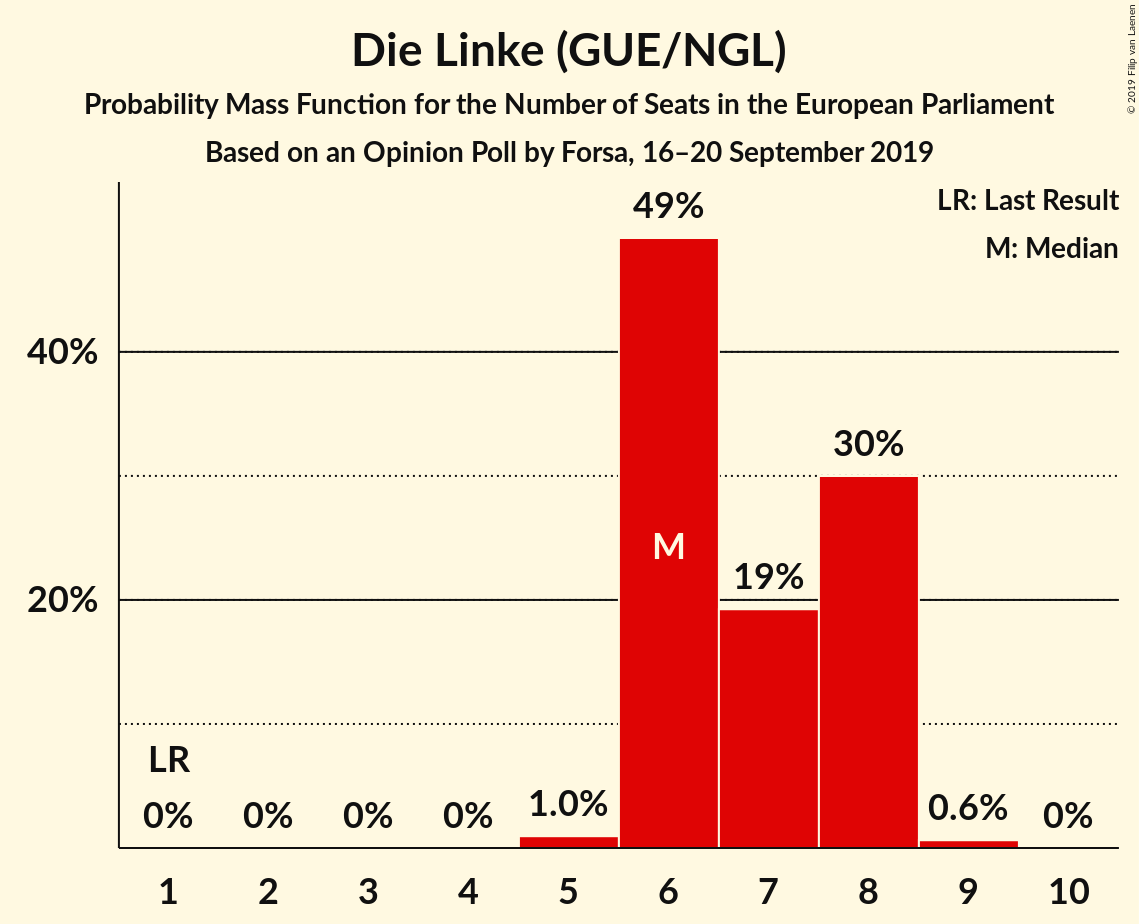 Die Linke (GUE/NGL)
Probability Mass Function for the Number of Seats in the European Parliament
Based on an Opinion Poll by Forsa, 16–20 September 2019
© 2019 Filip van Laenen
LR: Last Result
M: Median
49%
40%
30%
M
19%
20%
LR
0% 0% 0% 0% 1.0% 0.6% 0%
1 2 3 4 5 6 7 8 9 10